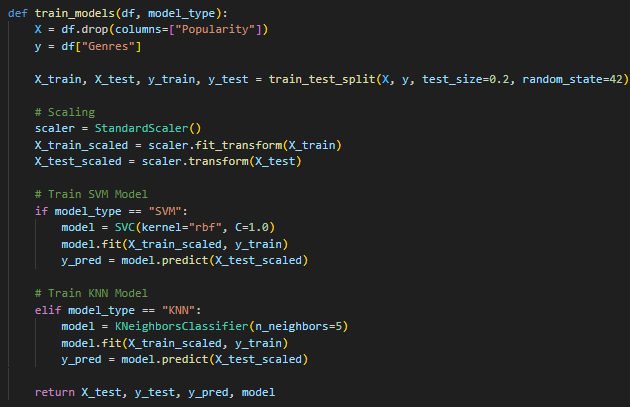 def train_models(df, model_type):
    X = df.drop(columns=["Popularity"])
    y = df["Genres"]

    X_train, X_test, y_train, y_test = train_test_split(X, y, test_size=0.2, random_state=42)

    # Scaling
    scaler = StandardScaler()
    X_train_scaled = scaler.fit_transform(X_train)
    X_test_scaled = scaler.transform(X_test)

    # Train SVM Model
    if model_type == "SVM":
        model = SVC(kernel="rbf", C=1.0)
        model.fit(X_train_scaled, y_train)
        y_pred = model.predict(X_test_scaled)

    # Train KNN Model
    elif model_type == "KNN":
        model = KNeighborsClassifier(n_neighbors=5)
        model.fit(X_train_scaled, y_train)
        y_pred = model.predict(X_test_scaled)

    return X_test, y_test, y_pred, model